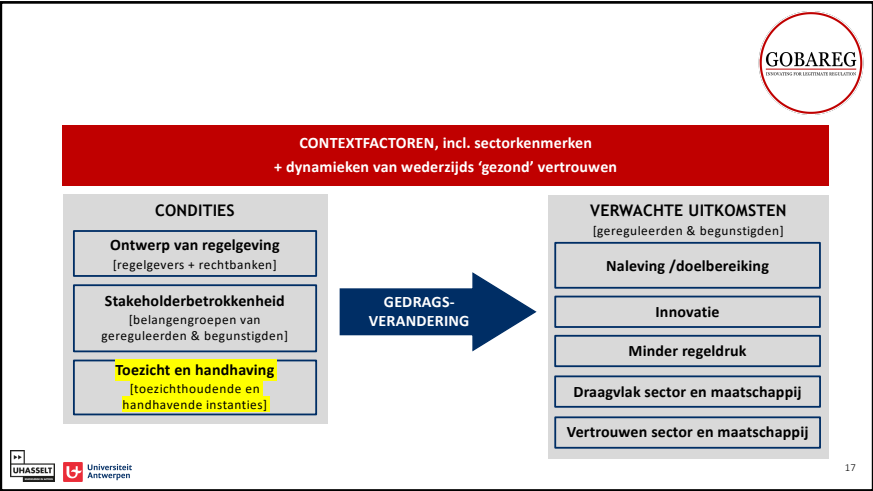 GOBAREG
INNOVATING FOR LEGITIMATE REGULATION
CONTEXTFACTOREN, incl. sectorkenmerken
+ dynamieken van wederzijds ‘gezond’ vertrouwen
CONDITIES
Ontwerp van regelgeving
[regelgevers + rechtbanken]
Stakeholderbetrokkenheid
[belangengroepen van
gereguleerden & begunstigden]
Toezicht en handhaving
[toezichthoudende en
handhavende instanties]
GEDRAGS-
VERANDERING
VERWACHTE UITKOMSTEN
[gereguleerden & begunstigden]
Naleving /doelbereiking
Innovatie
Minder regeldruk
Draagvlak sector en maatschappij
Vertrouwen sector en maatschappij
UHASSELT
Universiteit
Antwerpen
17